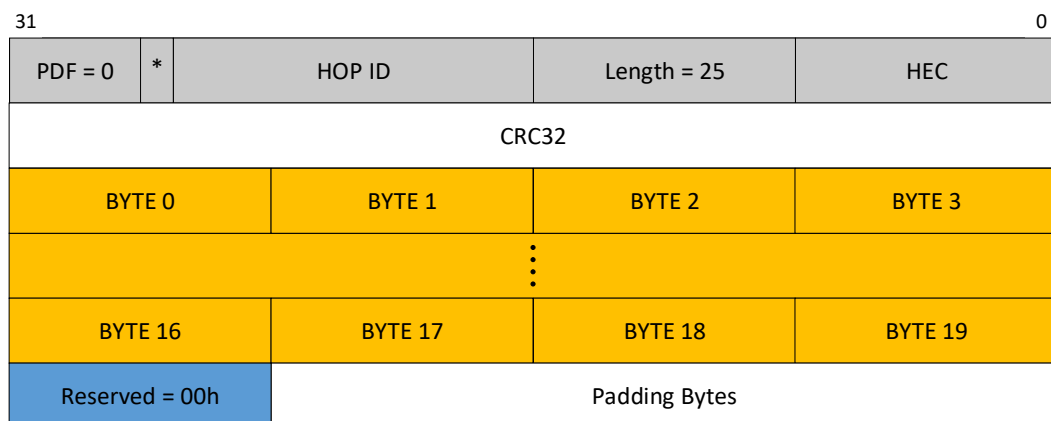 31 0
PDF = 0 * HOP ID Length = 25 HEC
CRC32
BYTE 0 BYTE 1 BYTE 2 BYTE 3
BYTE 16 BYTE 17 BYTE 18 BYTE 19
Reserved = 00h Padding Bytes